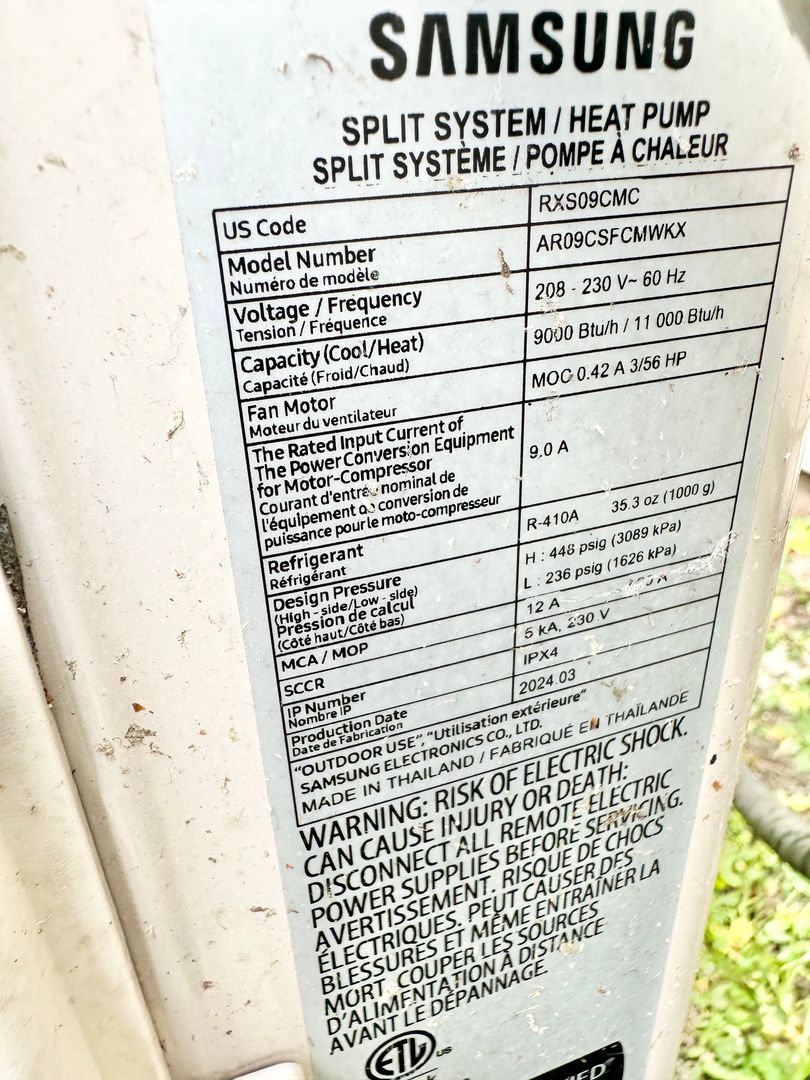 SAMSUNG
SPLIT SYSTEM / HEAT PUMP
SPLIT SYSTÈME / POMPE À CHALEUR
US Code RXS09CMC
Model Number AR09CSFCMWKX
Numéro de modèle
Voltage / Frequency 208 - 230 V~ 60 Hz
Tension / Fréquence
Capacity (Cool/Heat) 9000 Btu/h / 11 000 Btu/h
Capacité (Froid/Chaud)
Fan Motor MOC 0.42 A 3/56 HP
Moteur du ventilateur
The Rated Input Current of
The Power Conversion Equipment
for Motor-Compressor 9.0 A
Courant d'entrée nominal de
l'équipement de conversion de
puissance pour le moto-compresseur
Refrigerant R-410A 35.3 oz (1000 g)
Réfrigérant
Design Pressure H : 448 psig (3089 kPa)
(High - side/Low - side) L : 236 psig (1626 kPa)
Pression de calcul
(Côté haut/Côté bas)
MCA / MOP 12 A
SCCR 5 kA, 230 V
IP Number IPX4
Nombre IP
Production Date 2024.03
Date de Fabrication
"OUTDOOR USE", "Utilisation extérieure"
SAMSUNG ELECTRONICS CO., LTD.
MADE IN THAILAND / FABRIQUÉ EN THAÏLANDE
WARNING: RISK OF ELECTRIC SHOCK.
CAN CAUSE INJURY OR DEATH:
DISCONNECT ALL REMOTE ELECTRIC
POWER SUPPLIES BEFORE SERVICING.
AVERTISSEMENT. RISQUE DE CHOCS
ÉLECTRIQUES. PEUT CAUSER DES
BLESSURES ET MÊME ENTRAÎNER LA
MORT. COUPER LES SOURCES
D'ALIMENTATION À DISTANCE
AVANT LE DÉPANNAGE.
ETL US